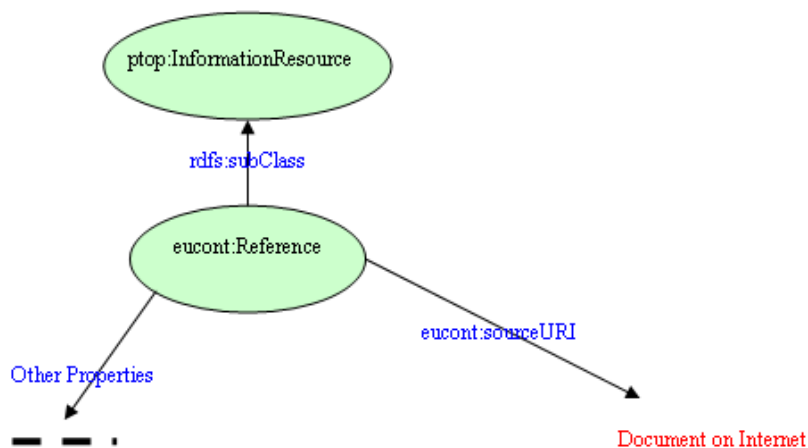 ptop:InformationResource
rdfs:subClass
eucont:Reference
eucont:sourceURI
Other Properties
Document on Internet